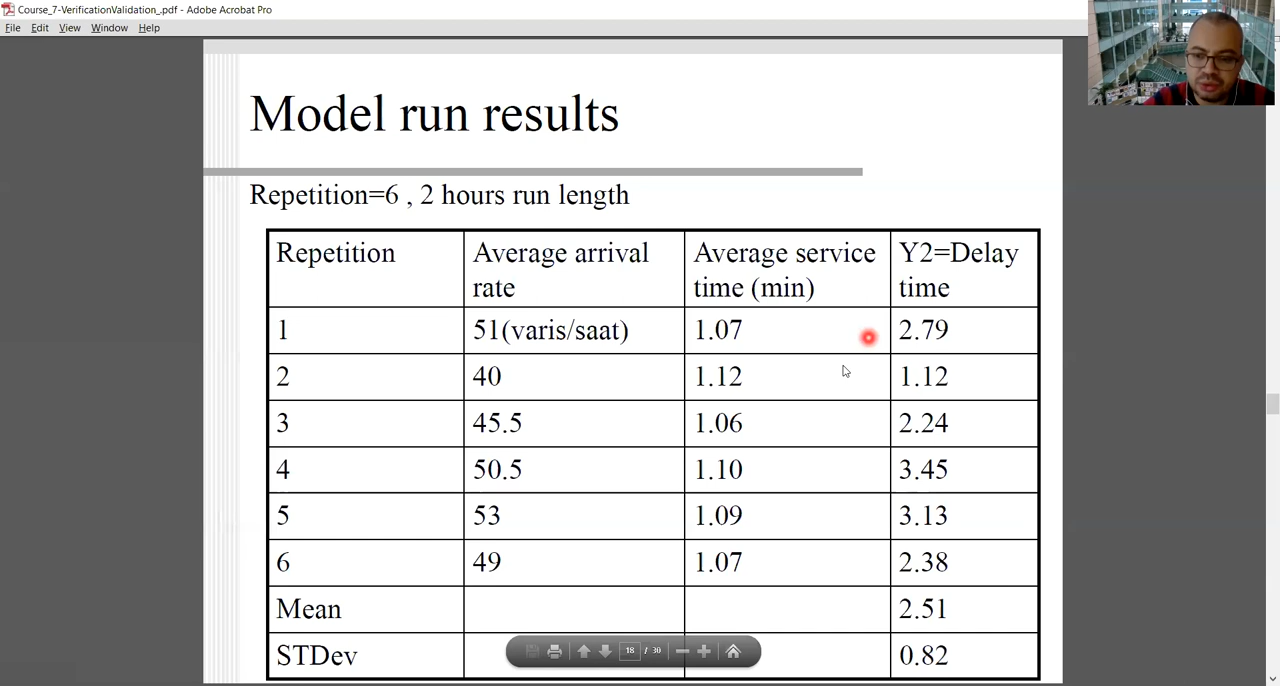 Course_7-VerificationValidation_.pdf - Adobe Acrobat Pro
File Edit View Window Help
Model run results
Repetition=6 , 2 hours run length
Repetition Average arrival rate Average service time (min) Y2=Delay time
1 51(varis/saat) 1.07 2.79
2 40 1.12 1.12
3 45.5 1.06 2.24
4 50.5 1.10 3.45
5 53 1.09 3.13
6 49 1.07 2.38
Mean 2.51
STDev 0.82
18 / 30